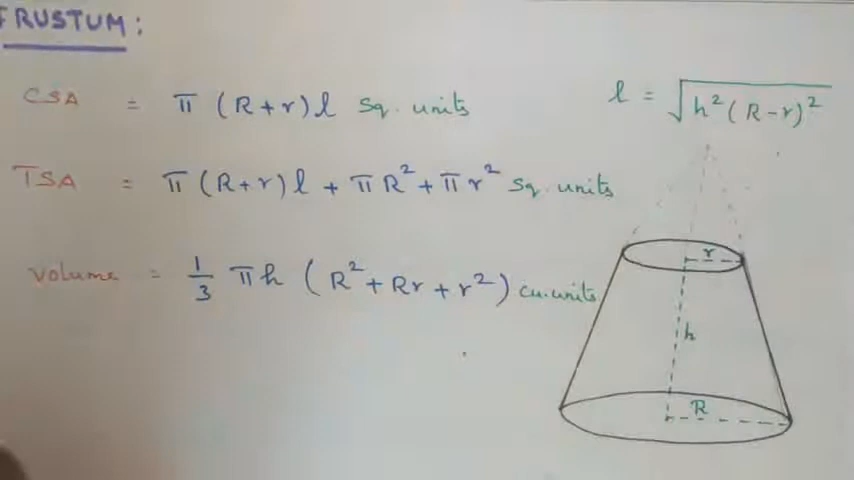 FRUSTUM:
CSA = π (R+r)l sq. units
l = √h²(R-r)²
TSA = π(R+r)l + πR² + πr² sq. units
Volume = 1/3 πh (R² + Rr + r²) cu. units
r
h
R